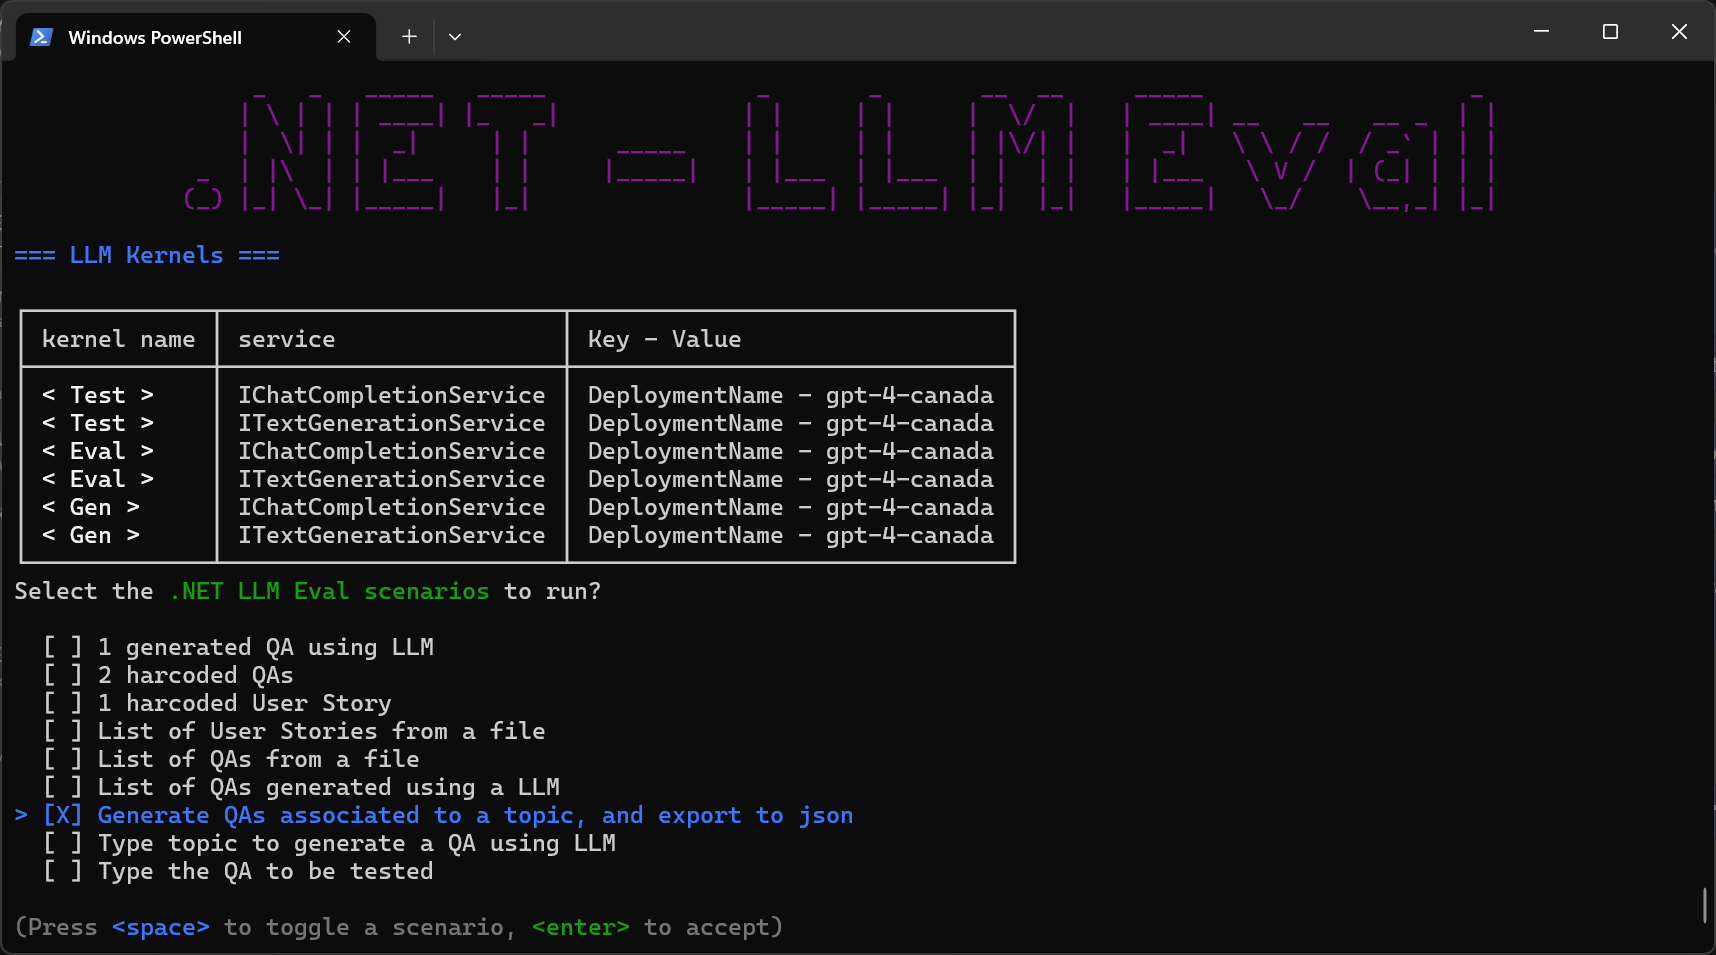 Windows PowerShell
.NET - LLM Eval
=== LLM Kernels ===
kernel name service Key - Value
< Test > IChatCompletionService DeploymentName - gpt-4-canada
< Test > ITextGenerationService DeploymentName - gpt-4-canada
< Eval > IChatCompletionService DeploymentName - gpt-4-canada
< Eval > ITextGenerationService DeploymentName - gpt-4-canada
< Gen > IChatCompletionService DeploymentName - gpt-4-canada
< Gen > ITextGenerationService DeploymentName - gpt-4-canada
Select the .NET LLM Eval scenarios to run?
[ ] 1 generated QA using LLM
[ ] 2 harcoded QAs
[ ] 1 harcoded User Story
[ ] List of User Stories from a file
[ ] List of QAs from a file
[ ] List of QAs generated using a LLM
> [X] Generate QAs associated to a topic, and export to json
[ ] Type topic to generate a QA using LLM
[ ] Type the QA to be tested
(Press <space> to toggle a scenario, <enter> to accept)